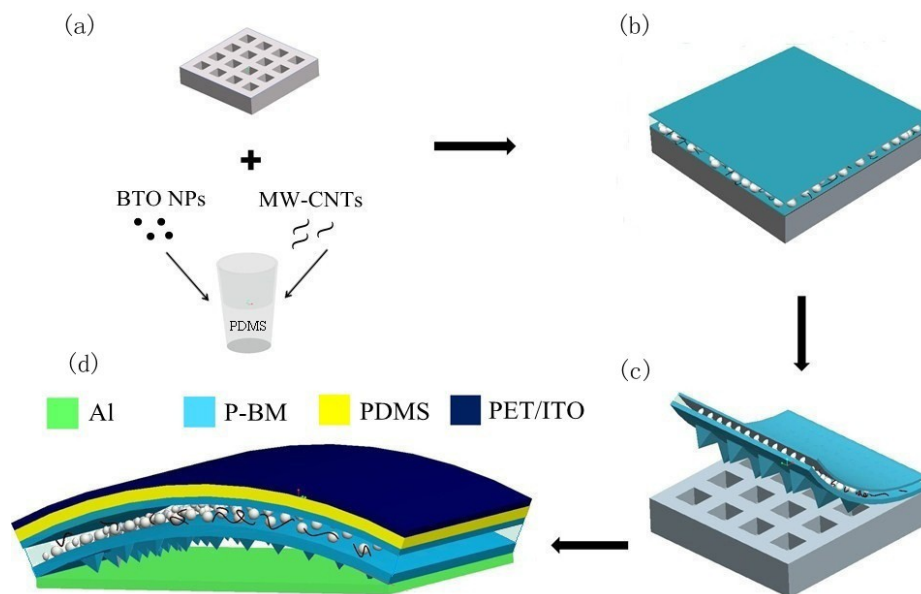 (a)
(b)
BTO NPs
MW-CNTs
PDMS
(d)
(c)
Al
P-BM
PDMS
PET/ITO